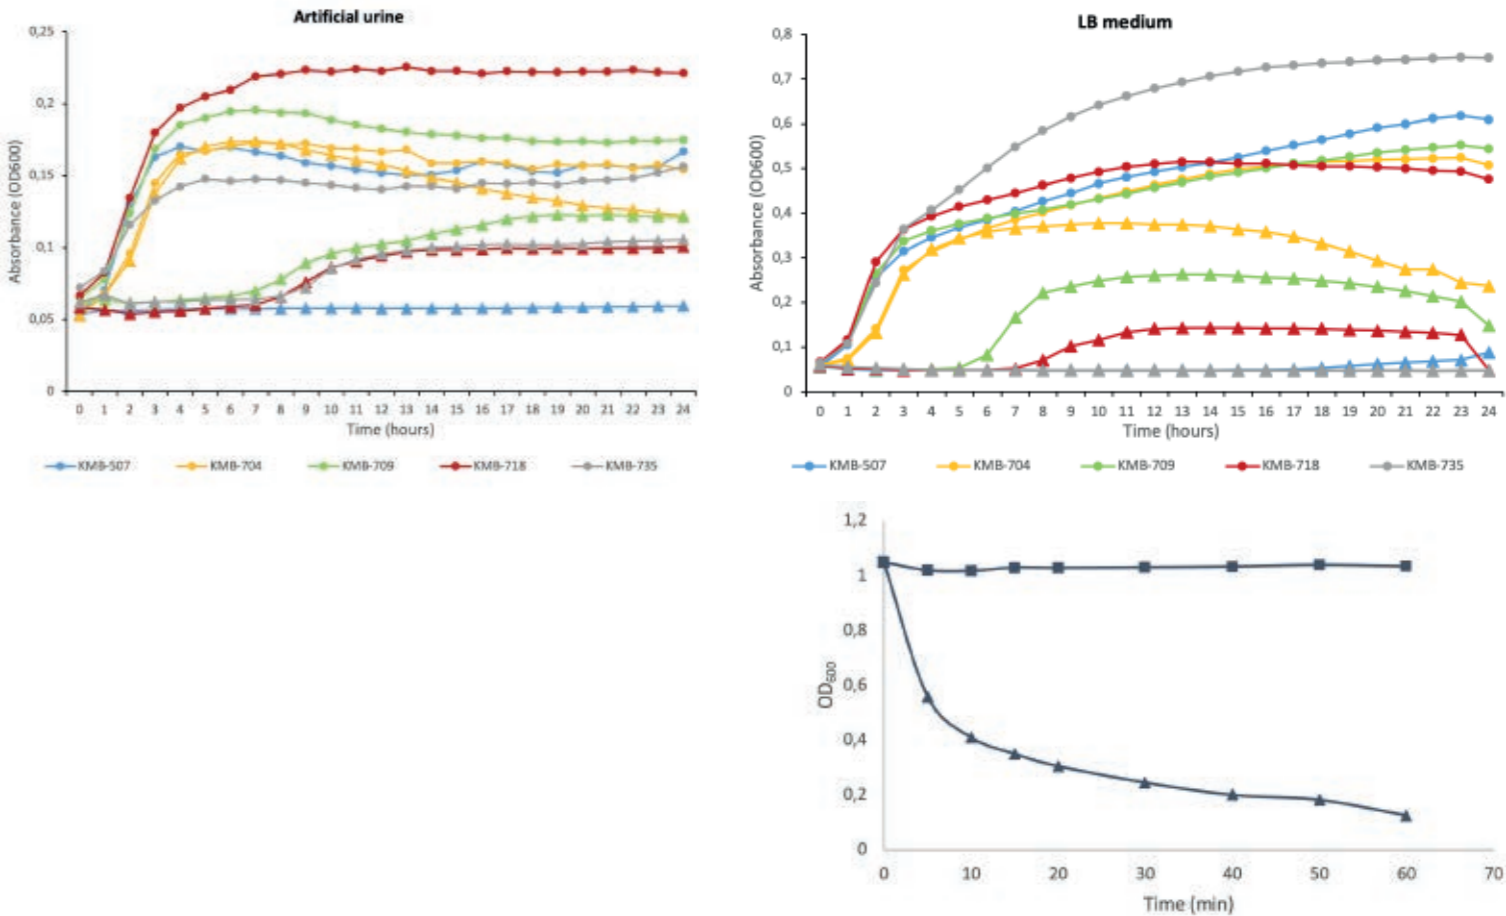 Artificial urine
0,25
0,2
0,15
0,1
0,05
0
Absorbance (OD600)
0 1 2 3 4 5 6 7 8 9 10 11 12 13 14 15 16 17 18 19 20 21 22 23 24
Time (hours)
KMB-507 KMB-704 KMB-709 KMB-718 KMB-735
LB medium
0,8
0,7
0,6
0,5
0,4
0,3
0,2
0,1
0
Absorbance (OD600)
0 1 2 3 4 5 6 7 8 9 10 11 12 13 14 15 16 17 18 19 20 21 22 23 24
Time (hours)
KMB-507 KMB-704 KMB-709 KMB-718 KMB-735
1,2
1
0,8
0,6
0,4
0,2
0
OD600
0 10 20 30 40 50 60 70
Time (min)